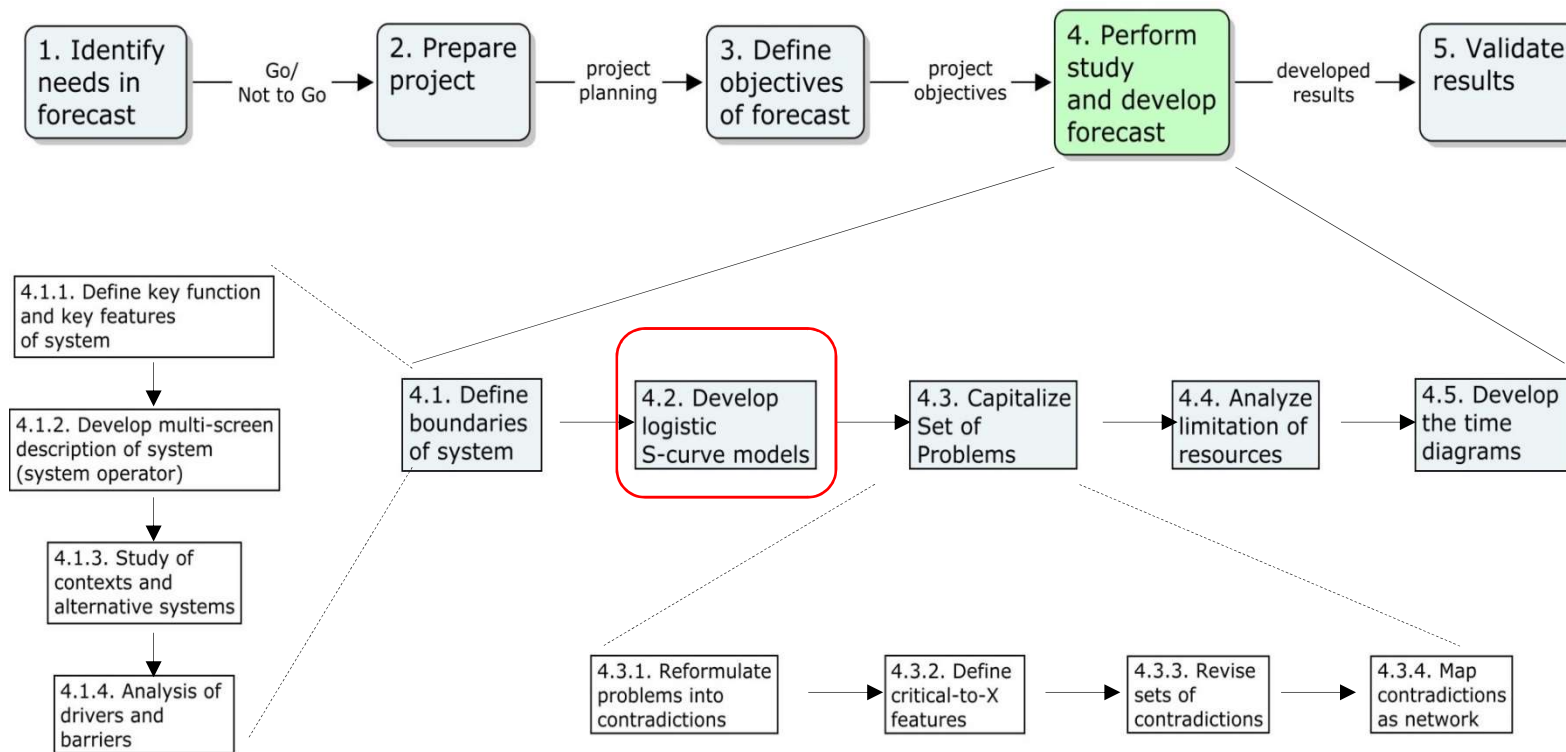 1. Identify
needs in
forecast
Go/
Not to Go
2. Prepare
project
project
planning
3. Define
objectives
of forecast
project
objectives
4. Perform
study
and develop
forecast
developed
results
5. Validate
results
4.1.1. Define key function
and key features
of system
4.1.2. Develop multi-screen
description of system
(system operator)
4.1.3. Study of
contexts and
alternative systems
4.1.4. Analysis of
drivers and
barriers
4.1. Define
boundaries
of system
4.2. Develop
logistic
S-curve models
4.3. Capitalize
Set of
Problems
4.4. Analyze
limitation of
resources
4.5. Develop
the time
diagrams
4.3.1. Reformulate
problems into
contradictions
4.3.2. Define
critical-to-X
features
4.3.3. Revise
sets of
contradictions
4.3.4. Map
contradictions
as network